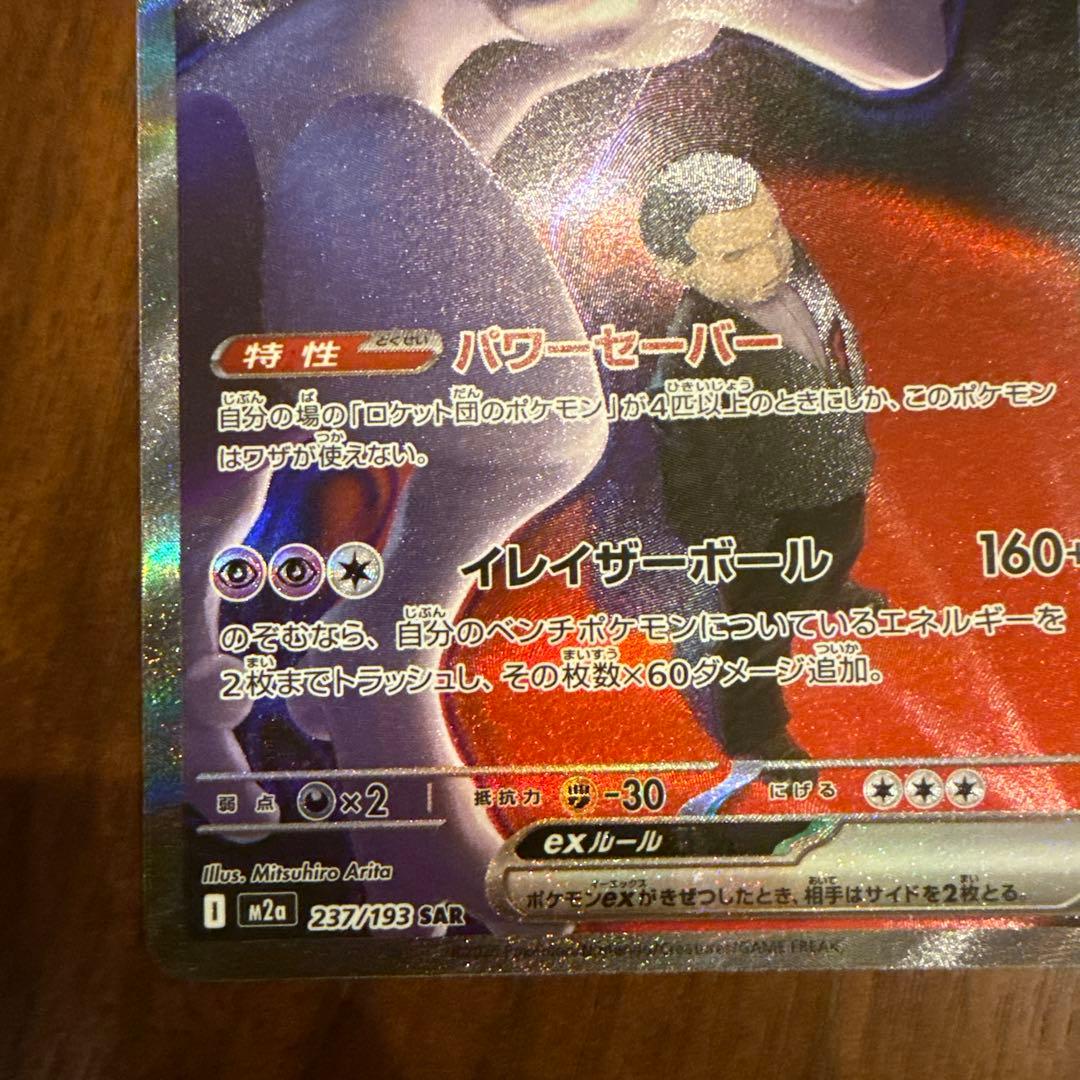 特性 とくせい パワーセーバー
自分の場の「ロケット団のポケモン」が4匹以上のときにしか、このポケモン
はワザが使えない。
イレイザーボール 160+
のぞむなら、自分のベンチポケモンについているエネルギーを
2枚までトラッシュし、その枚数×60ダメージ追加。
弱点 ×2 抵抗力 -30 にげる
exルール
ポケモンexがきぜつしたとき、相手はサイドを2枚とる。
Illus. Mitsuhiro Arita
I M2a 237/193 SAR
GAME FREAK